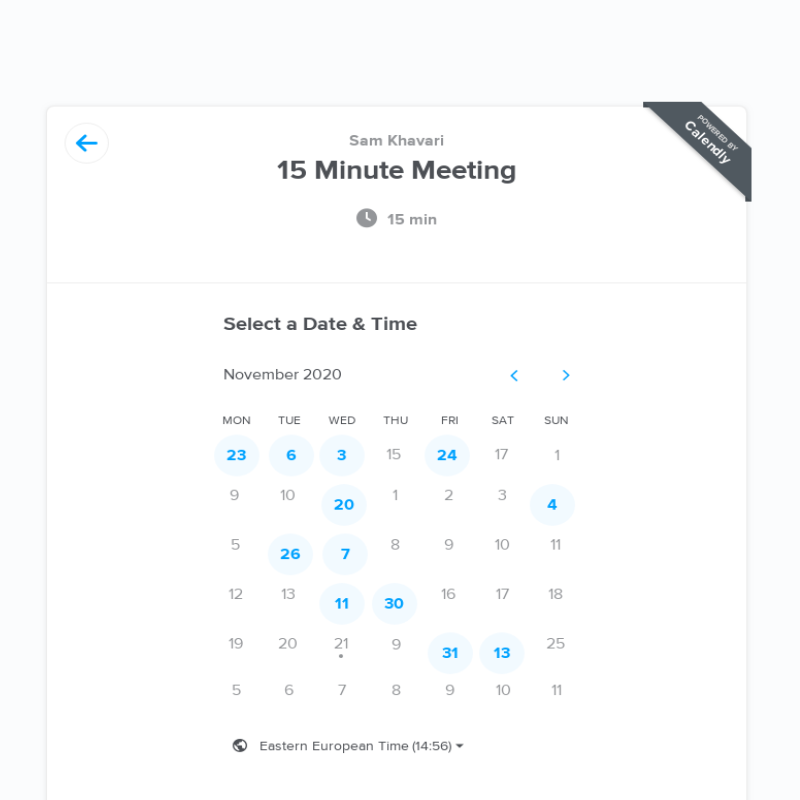 POWERED BY
Calendly
Sam Khavari
15 Minute Meeting
15 min
Select a Date & Time
November 2020
MON TUE WED THU FRI SAT SUN
23 6 3 15 24 17 1
9 10 20 1 2 3 4
5 26 7 8 9 10 11
12 13 11 30 16 17 18
19 20 21 9 31 13 25
5 6 7 8 9 10 11
Eastern European Time (14:56)